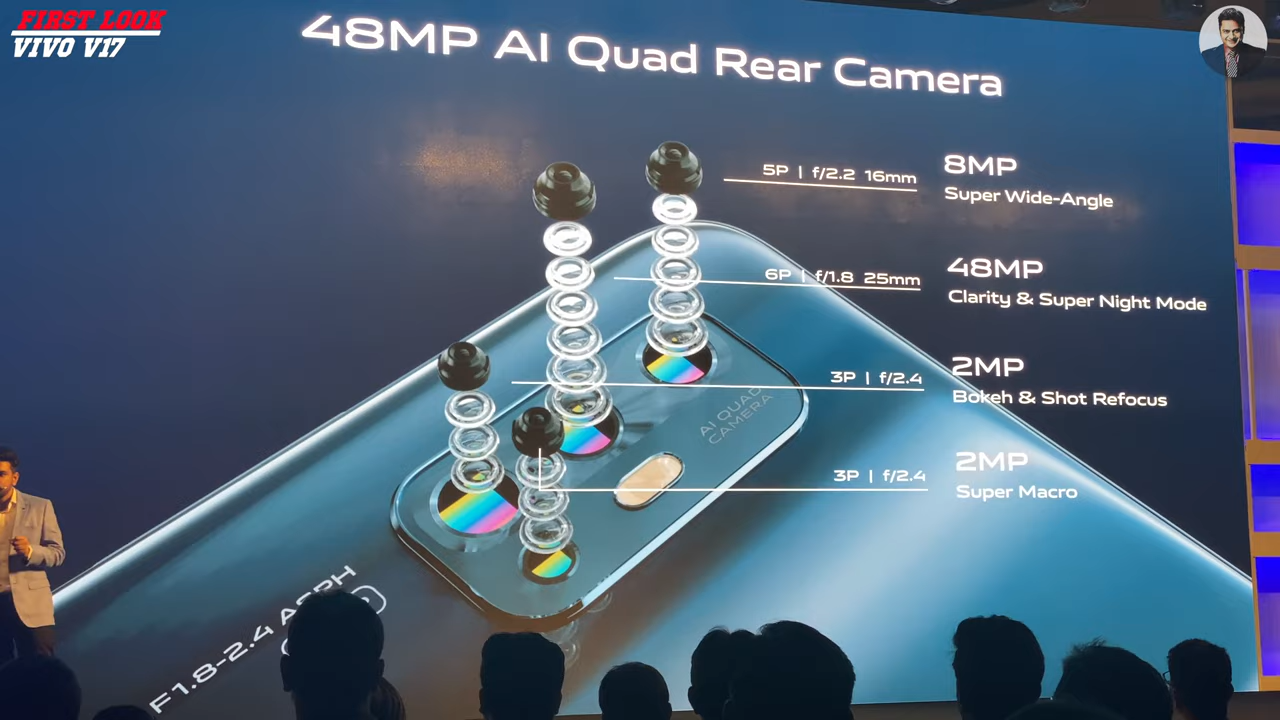 FIRST LOOK
VIVO V17
48MP AI Quad Rear Camera
5P | f/2.2 16mm
8MP
Super Wide-Angle
6P | f/1.8 25mm
48MP
Clarity & Super Night Mode
3P | f/2.4
2MP
Bokeh & Shot Refocus
3P | f/2.4
2MP
Super Macro
AI QUAD
CAMERA
F1.8-2.4 ASPH